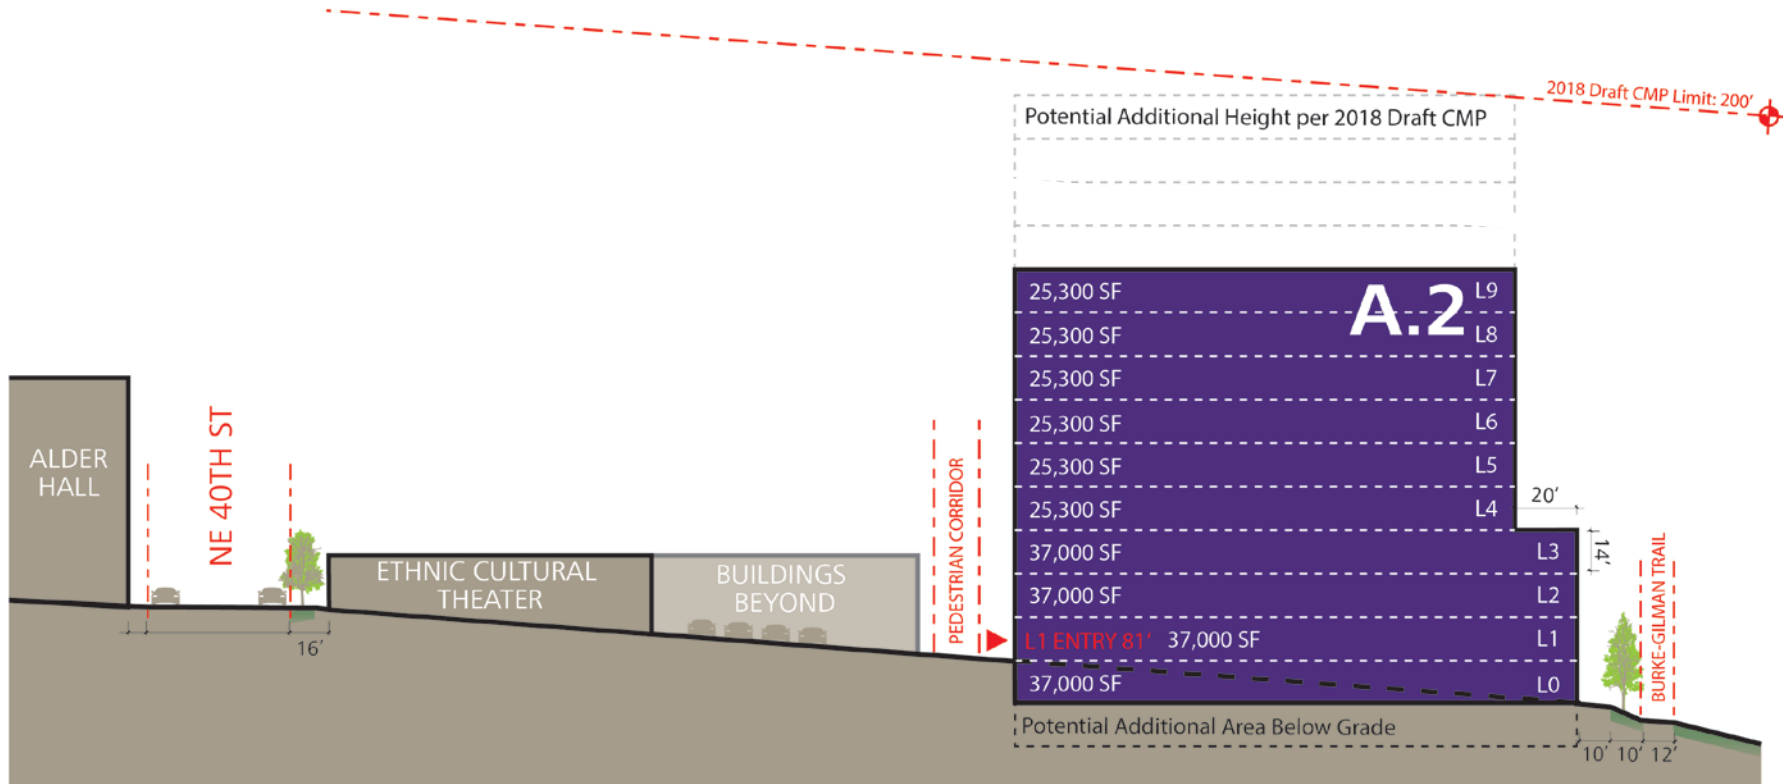 2018 Draft CMP Limit: 200'
Potential Additional Height per 2018 Draft CMP
A.2
25,300 SF L9
25,300 SF L8
25,300 SF L7
25,300 SF L6
25,300 SF L5
25,300 SF L4
20'
37,000 SF L3
14'
37,000 SF L2
L1 ENTRY 81' 37,000 SF L1
37,000 SF L0
Potential Additional Area Below Grade
ALDER
HALL
NE 40TH ST
16'
ETHNIC CULTURAL
THEATER
BUILDINGS
BEYOND
PEDESTRIAN CORRIDOR
BURKE-GILMAN TRAIL
10' 10' 12'